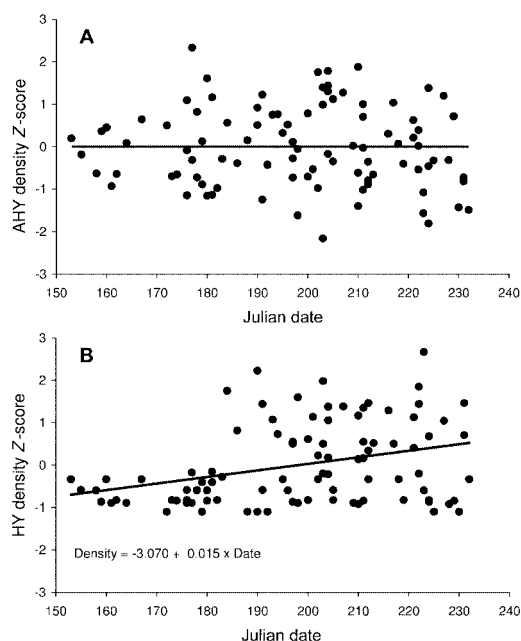 A
3
2
1
0
-1
-2
-3
AHY density Z-score
150 160 170 180 190 200 210 220 230 240
Julian date
B
3
2
1
0
-1
-2
-3
HY density Z-score
Density = -3.070 + 0.015 x Date
150 160 170 180 190 200 210 220 230 240
Julian date